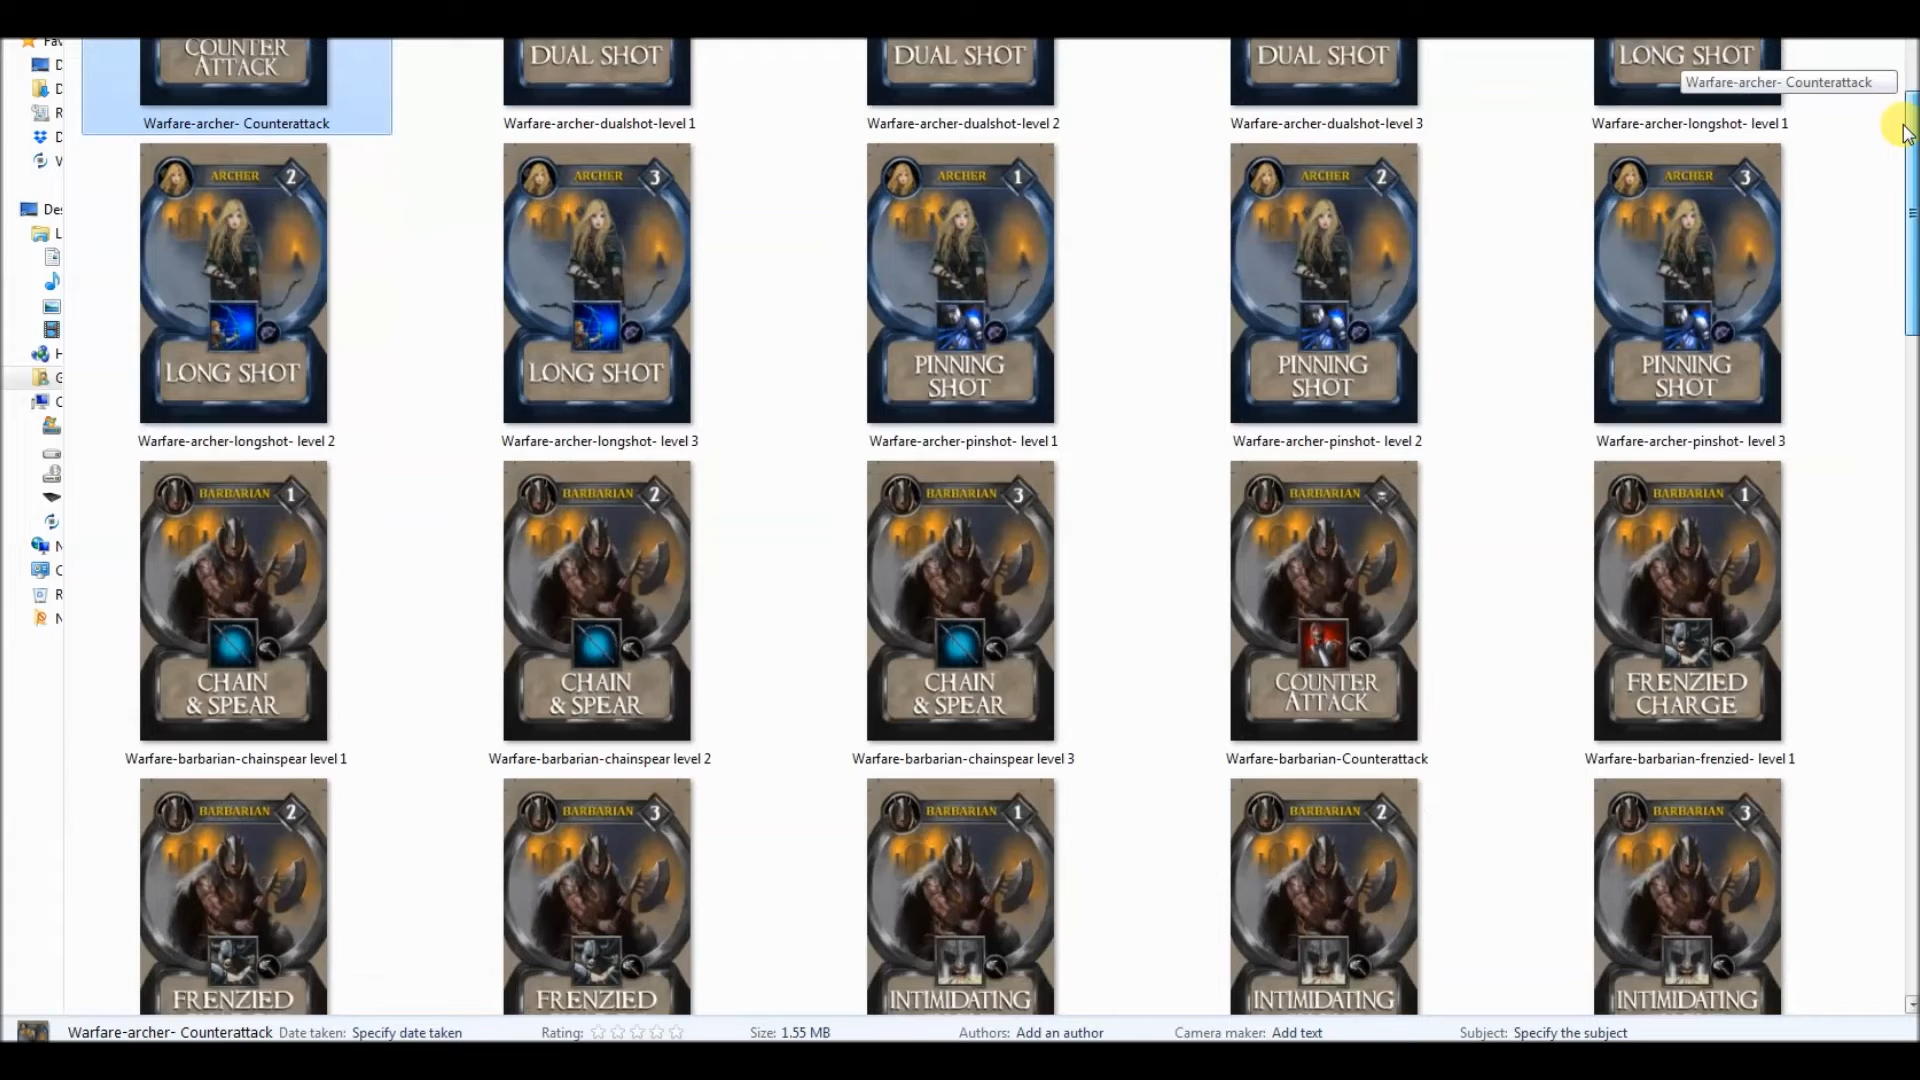 Fav
COUNTER
ATTACK
DUAL SHOT
DUAL SHOT
DUAL SHOT
LONG SHOT
Warfare-archer- Counterattack
Warfare-archer- Counterattack
Warfare-archer-dualshot-level 1
Warfare-archer-dualshot-level 2
Warfare-archer-dualshot-level 3
Warfare-archer-longshot- level 1
ARCHER 2
ARCHER 3
ARCHER 1
ARCHER 2
ARCHER 3
LONG SHOT
LONG SHOT
PINNING
SHOT
PINNING
SHOT
PINNING
SHOT
Warfare-archer-longshot- level 2
Warfare-archer-longshot- level 3
Warfare-archer-pinshot- level 1
Warfare-archer-pinshot- level 2
Warfare-archer-pinshot- level 3
BARBARIAN 1
BARBARIAN 2
BARBARIAN 3
BARBARIAN
BARBARIAN 1
CHAIN
& SPEAR
CHAIN
& SPEAR
CHAIN
& SPEAR
COUNTER
ATTACK
FRENZIED
CHARGE
Warfare-barbarian-chainspear level 1
Warfare-barbarian-chainspear level 2
Warfare-barbarian-chainspear level 3
Warfare-barbarian-Counterattack
Warfare-barbarian-frenzied- level 1
BARBARIAN 2
BARBARIAN 3
BARBARIAN 1
BARBARIAN 2
BARBARIAN 3
FRENZIED
FRENZIED
INTIMIDATING
INTIMIDATING
INTIMIDATING
Des
Warfare-archer- Counterattack Date taken: Specify date taken Rating: Size: 1.55 MB Authors: Add an author Camera maker: Add text Subject: Specify the subject